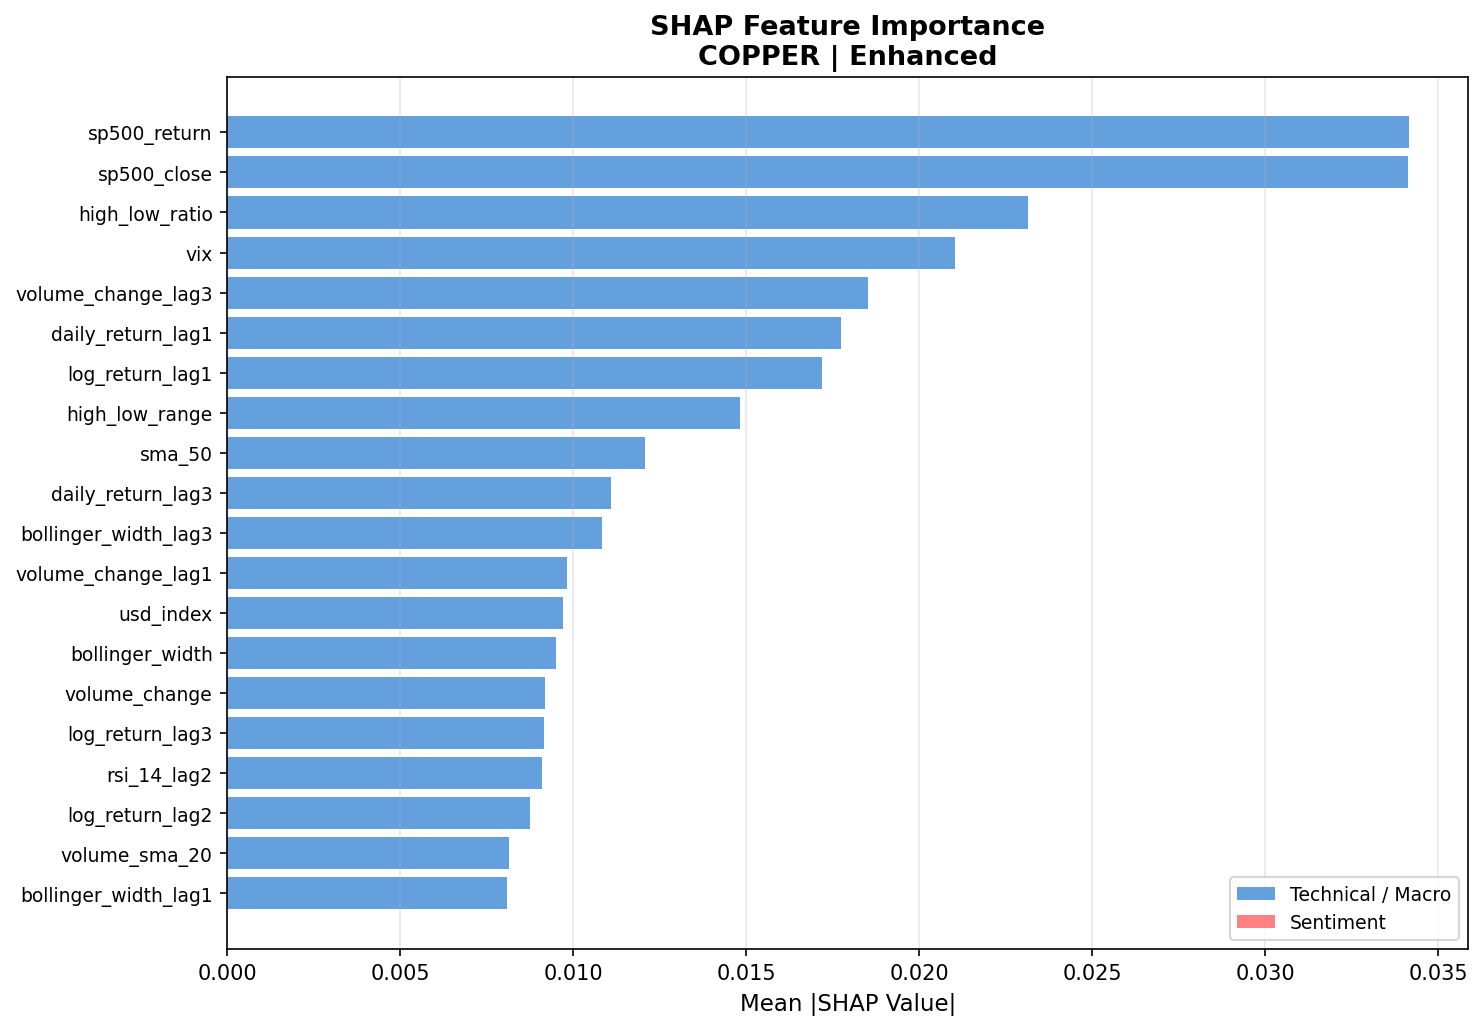 SHAP Feature Importance
COPPER | Enhanced
sp500_return
sp500_close
high_low_ratio
vix
volume_change_lag3
daily_return_lag1
log_return_lag1
high_low_range
sma_50
daily_return_lag3
bollinger_width_lag3
volume_change_lag1
usd_index
bollinger_width
volume_change
log_return_lag3
rsi_14_lag2
log_return_lag2
volume_sma_20
bollinger_width_lag1
Technical / Macro
Sentiment
0.000 0.005 0.010 0.015 0.020 0.025 0.030 0.035
Mean |SHAP Value|